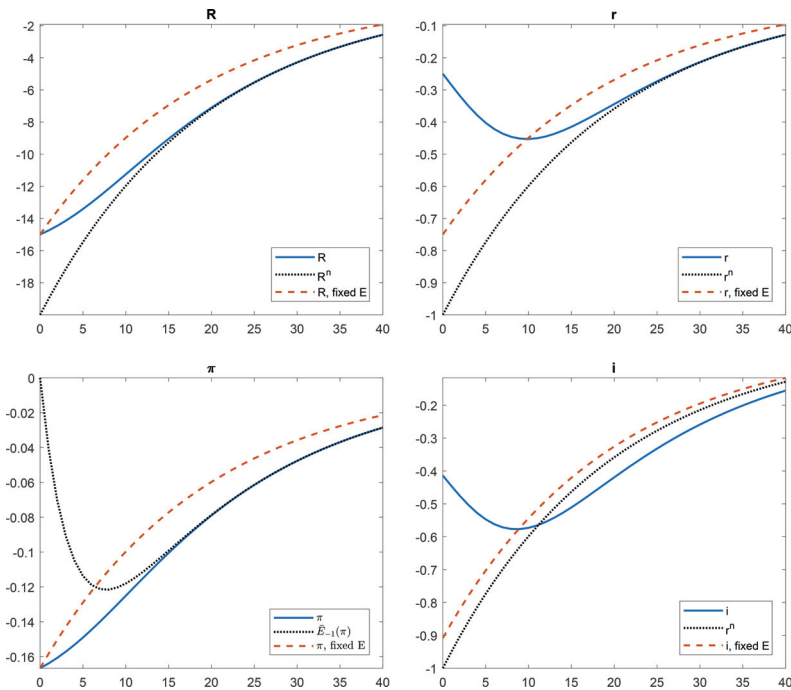 R
-2
-4
-6
-8
-10
-12
-14
-16
-18
0 5 10 15 20 25 30 35 40
R
Rⁿ
R, fixed E
r
-0.1
-0.2
-0.3
-0.4
-0.5
-0.6
-0.7
-0.8
-0.9
-1
0 5 10 15 20 25 30 35 40
r
rⁿ
r, fixed E
π
0
-0.02
-0.04
-0.06
-0.08
-0.1
-0.12
-0.14
-0.16
0 5 10 15 20 25 30 35 40
π
Ē₋₁(π)
π, fixed E
i
-0.2
-0.3
-0.4
-0.5
-0.6
-0.7
-0.8
-0.9
-1
0 5 10 15 20 25 30 35 40
i
rⁿ
i, fixed E